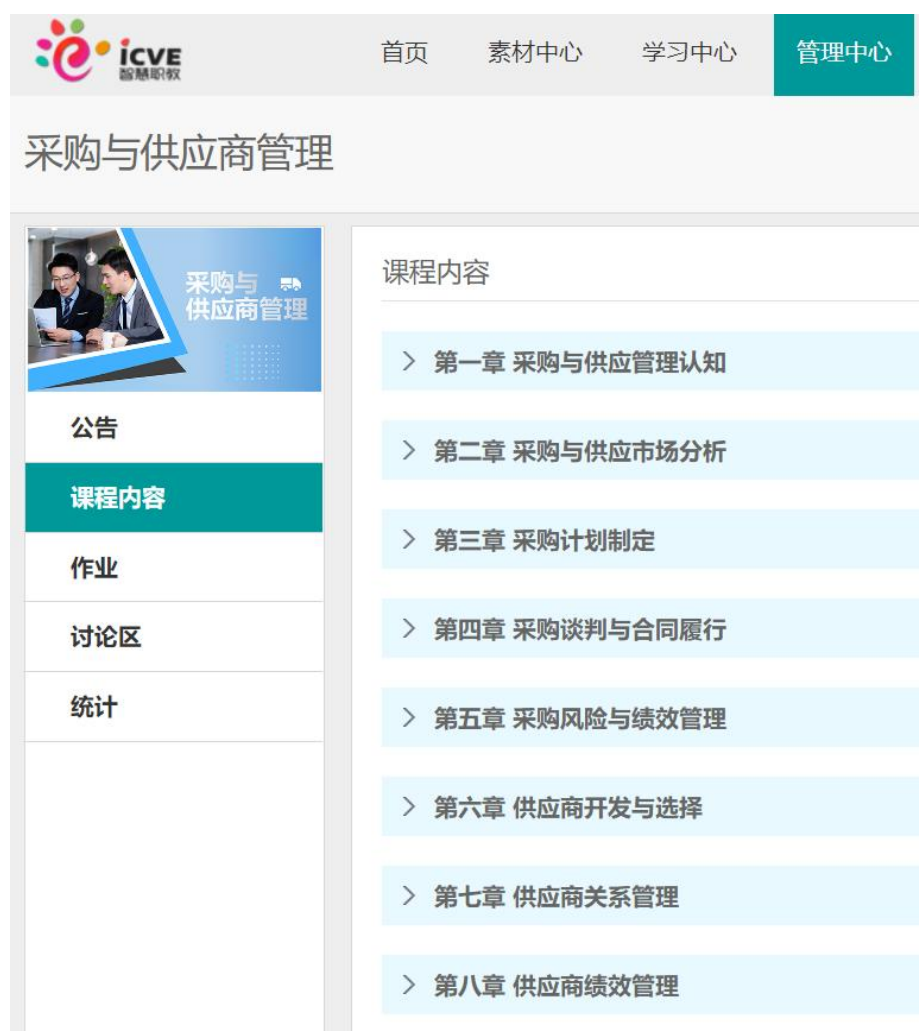 icve
智慧职教
首页 素材中心 学习中心 管理中心
采购与供应商管理
采购与
供应商管理
公告
课程内容
作业
讨论区
统计
课程内容
第一章 采购与供应管理认知
第二章 采购与供应市场分析
第三章 采购计划制定
第四章 采购谈判与合同履行
第五章 采购风险与绩效管理
第六章 供应商开发与选择
第七章 供应商关系管理
第八章 供应商绩效管理